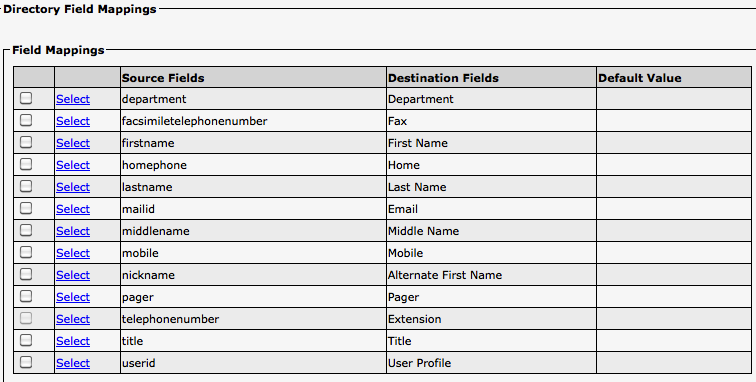 Directory Field Mappings
Field Mappings
Source Fields Destination Fields Default Value
Select department Department
Select facsimiletelephonenumber Fax
Select firstname First Name
Select homephone Home
Select lastname Last Name
Select mailid Email
Select middlename Middle Name
Select mobile Mobile
Select nickname Alternate First Name
Select pager Pager
Select telephonenumber Extension
Select title Title
Select userid User Profile